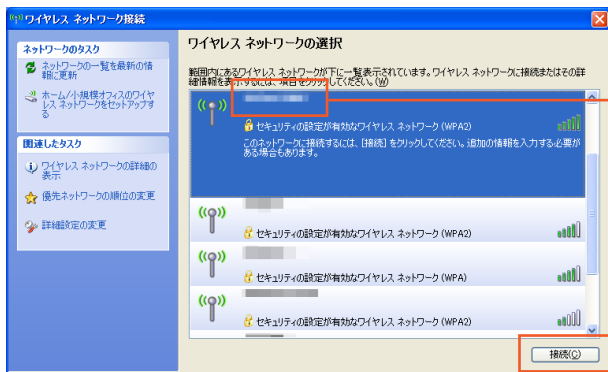 ワイヤレス ネットワーク接続
ネットワークのタスク
ネットワークの一覧を最新の情
報に更新
ホーム/小規模オフィスのワイヤ
レス ネットワークをセットアップす
る
関連したタスク
ワイヤレス ネットワークの詳細の
表示
優先ネットワークの順位の変更
詳細設定の変更
ワイヤレス ネットワークの選択
範囲内にあるワイヤレス ネットワークが下に一覧表示されています。ワイヤレス ネットワークに接続またはその詳
細情報を表示するには、項目をクリックしてください。(W)
セキュリティの設定が有効なワイヤレス ネットワーク (WPA2)
このネットワークに接続するには、[接続] をクリックしてください。追加の情報を入力する必要が
ある場合もあります。
セキュリティの設定が有効なワイヤレス ネットワーク (WPA2)
セキュリティの設定が有効なワイヤレス ネットワーク (WPA)
セキュリティの設定が有効なワイヤレス ネットワーク (WPA2)
接続(C)